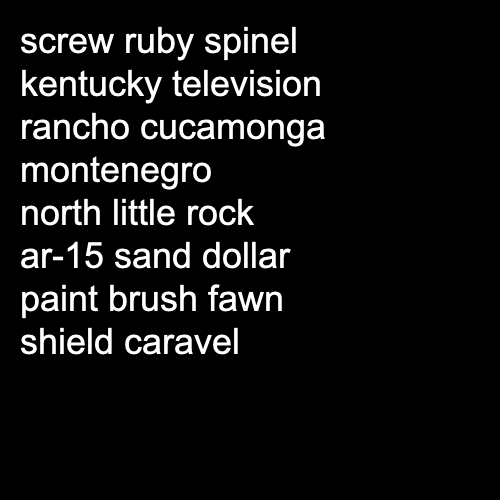 screw ruby spinel
kentucky television
rancho cucamonga
montenegro
north little rock
ar-15 sand dollar
paint brush fawn
shield caravel